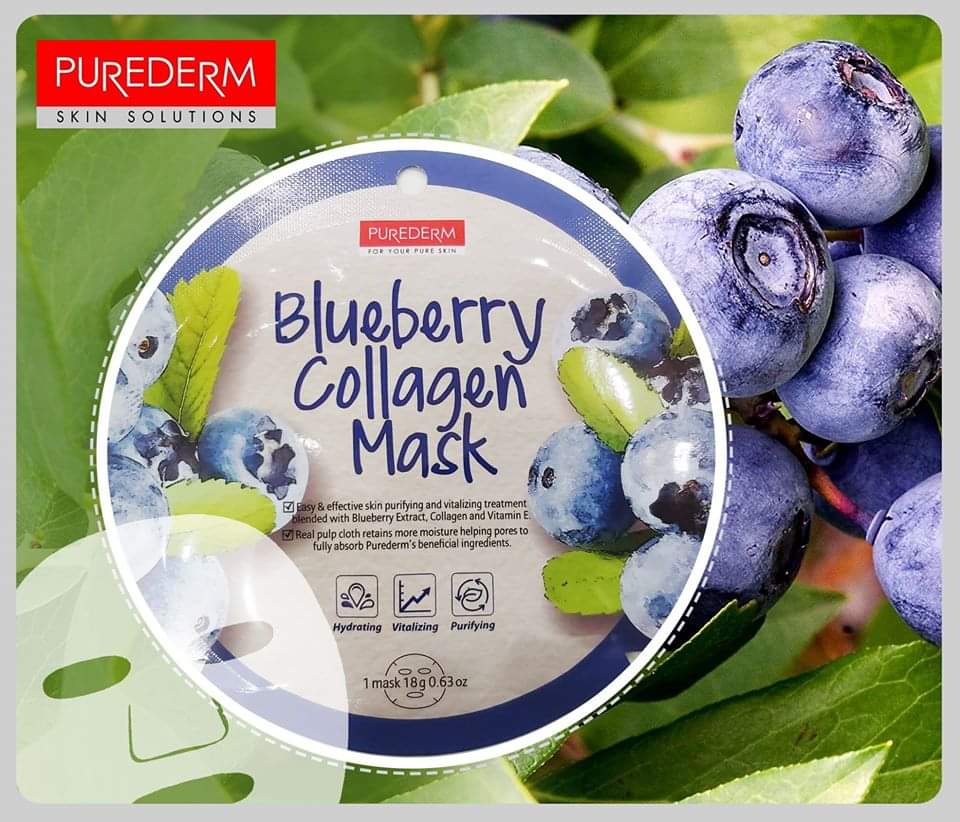 PUREDERM
SKIN SOLUTIONS
PUREDERM
FOR YOUR PURE SKIN
Blueberry
Collagen
Mask
Easy & effective skin purifying and vitalizing treatment
blended with Blueberry Extract, Collagen and Vitamin E.
Real pulp cloth retains more moisture helping pores to
fully absorb Purederm's beneficial ingredients.
Hydrating Vitalizing Purifying
1 mask 18g 0.63oz